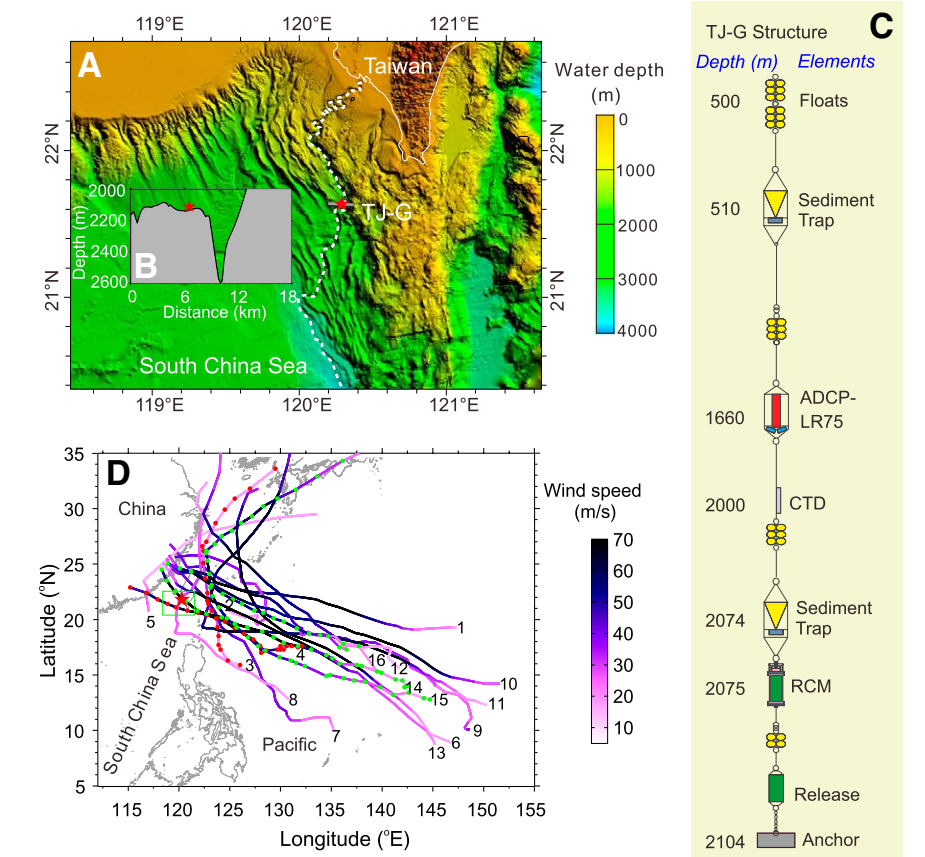 119°E 120°E 121°E
A
Taiwan
22°N
21°N
TJ-G
South China Sea
119°E 120°E 121°E
22°N
21°N
Water depth
(m)
0
1000
2000
3000
4000
B
Depth (m)
2000
2200
2400
2600
0 6 12 18
Distance (km)
C
TJ-G Structure
Depth (m) Elements
500 Floats
510 Sediment
Trap
1660 ADCP-
LR75
2000 CTD
2074 Sediment
Trap
2075 RCM
Release
2104 Anchor
D
Latitude (°N)
35
30
25
20
15
10
5
China
South China Sea
Pacific
1
2
3
4
5
6
7
8
9
10
11
12
12
13
14
15
16
115 120 125 130 135 140 145 150 155
Longitude (°E)
Wind speed
(m/s)
70
60
50
40
30
20
10